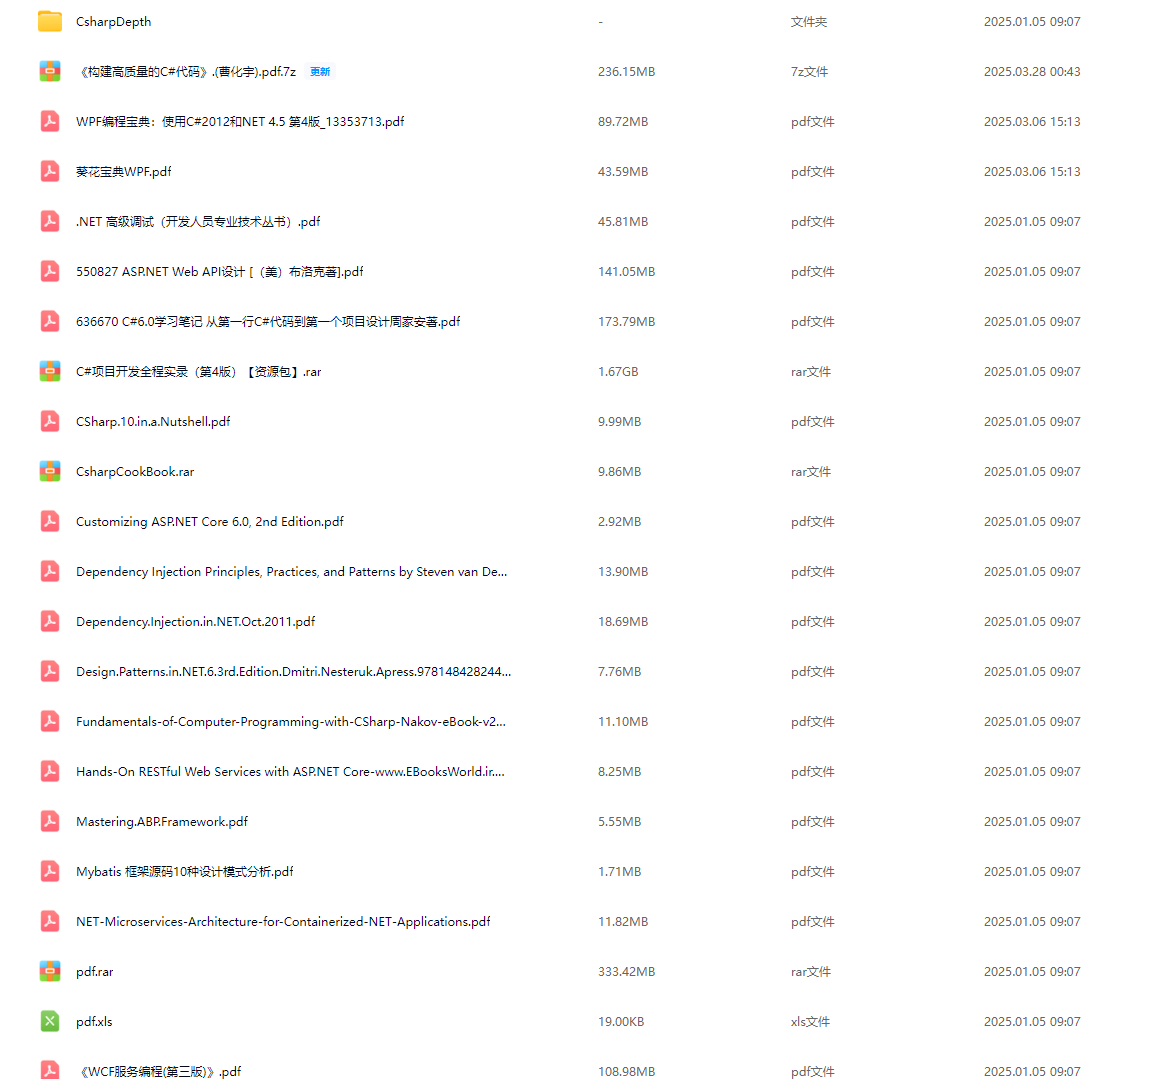 CsharpDepth - 文件夹 2025.01.05 09:07
《构建高质量的C#代码》.(曹化宇).pdf.7z 更新 236.15MB 7z文件 2025.03.28 00:43
WPF编程宝典：使用C#2012和NET 4.5 第4版_13353713.pdf 89.72MB pdf文件 2025.03.06 15:13
葵花宝典WPF.pdf 43.59MB pdf文件 2025.03.06 15:13
.NET 高级调试（开发人员专业技术丛书）.pdf 45.81MB pdf文件 2025.01.05 09:07
550827 ASP.NET Web API设计 [（美）布洛克著].pdf 141.05MB pdf文件 2025.01.05 09:07
636670 C#6.0学习笔记 从第一行C#代码到第一个项目设计周家安著.pdf 173.79MB pdf文件 2025.01.05 09:07
C#项目开发全程实录（第4版）【资源包】.rar 1.67GB rar文件 2025.01.05 09:07
CSharp.10.in.a.Nutshell.pdf 9.99MB pdf文件 2025.01.05 09:07
CsharpCookBook.rar 9.86MB rar文件 2025.01.05 09:07
Customizing ASP.NET Core 6.0, 2nd Edition.pdf 2.92MB pdf文件 2025.01.05 09:07
Dependency Injection Principles, Practices, and Patterns by Steven van De... 13.90MB pdf文件 2025.01.05 09:07
Dependency.Injection.in.NET.Oct.2011.pdf 18.69MB pdf文件 2025.01.05 09:07
Design.Patterns.in.NET.6.3rd.Edition.Dmitri.Nesteruk.Apress.978148428244... 7.76MB pdf文件 2025.01.05 09:07
Fundamentals-of-Computer-Programming-with-CSharp-Nakov-eBook-v2... 11.10MB pdf文件 2025.01.05 09:07
Hands-On RESTful Web Services with ASP.NET Core-www.EBooksWorld.ir.... 8.25MB pdf文件 2025.01.05 09:07
Mastering.ABP.Framework.pdf 5.55MB pdf文件 2025.01.05 09:07
Mybatis 框架源码10种设计模式分析.pdf 1.71MB pdf文件 2025.01.05 09:07
NET-Microservices-Architecture-for-Containerized-NET-Applications.pdf 11.82MB pdf文件 2025.01.05 09:07
pdf.rar 333.42MB rar文件 2025.01.05 09:07
pdf.xls 19.00KB xls文件 2025.01.05 09:07
《WCF服务编程(第三版)》.pdf 108.98MB pdf文件 2025.01.05 09:07